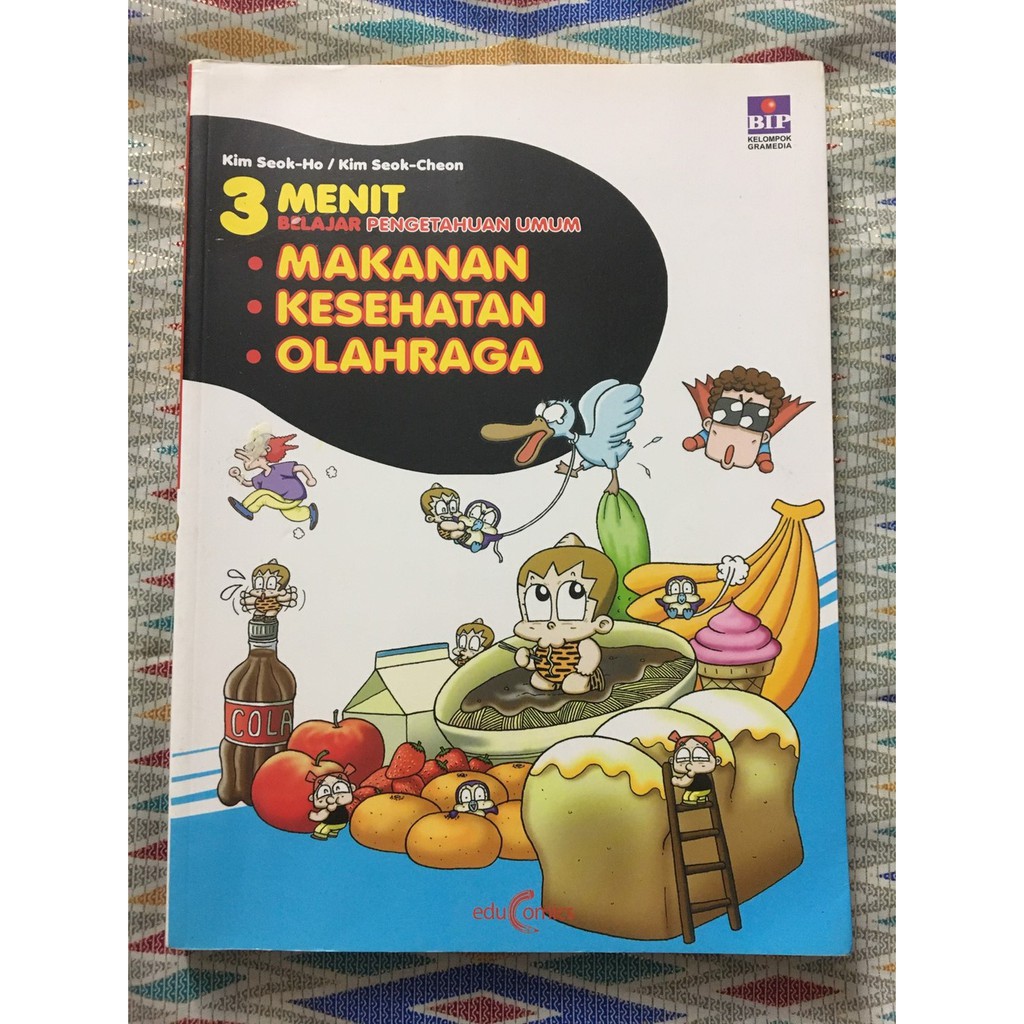 BIP
KELOMPOK
GRAMEDIA
Kim Seok-Ho / Kim Seok-Cheon
3 MENIT
BELAJAR PENGETAHUAN UMUM
• MAKANAN
• KESEHATAN
• OLAHRAGA
COLA
eduComics